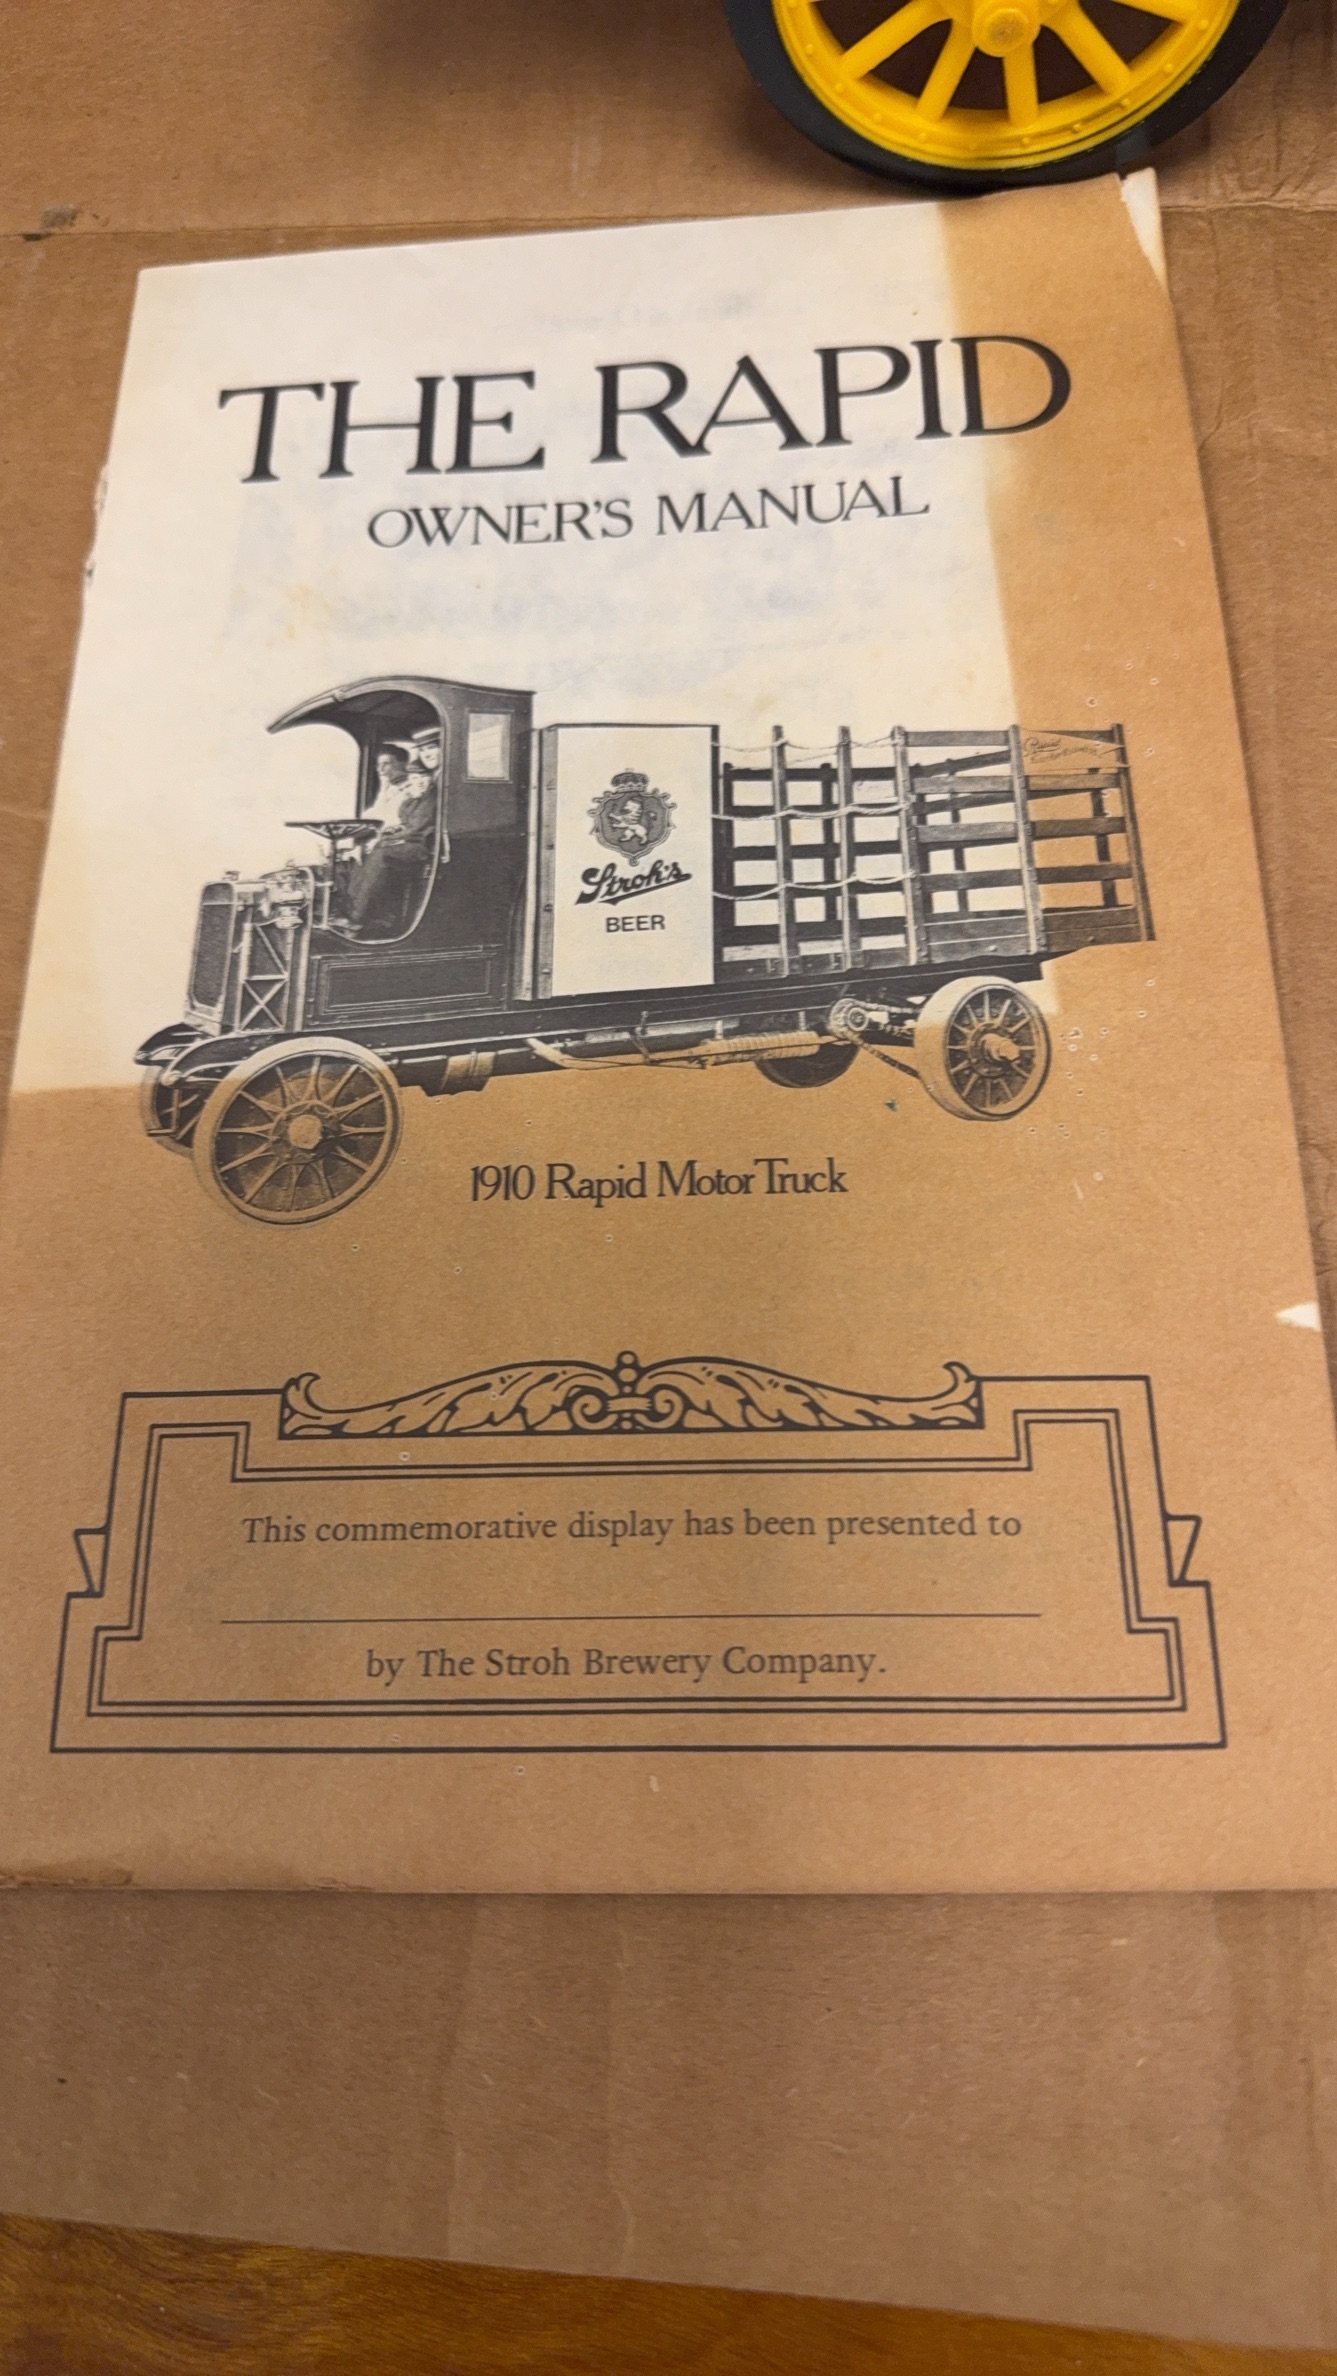 THE RAPID
OWNER'S MANUAL
Stroh's
BEER
1910 Rapid Motor Truck
This commemorative display has been presented to
by The Stroh Brewery Company.